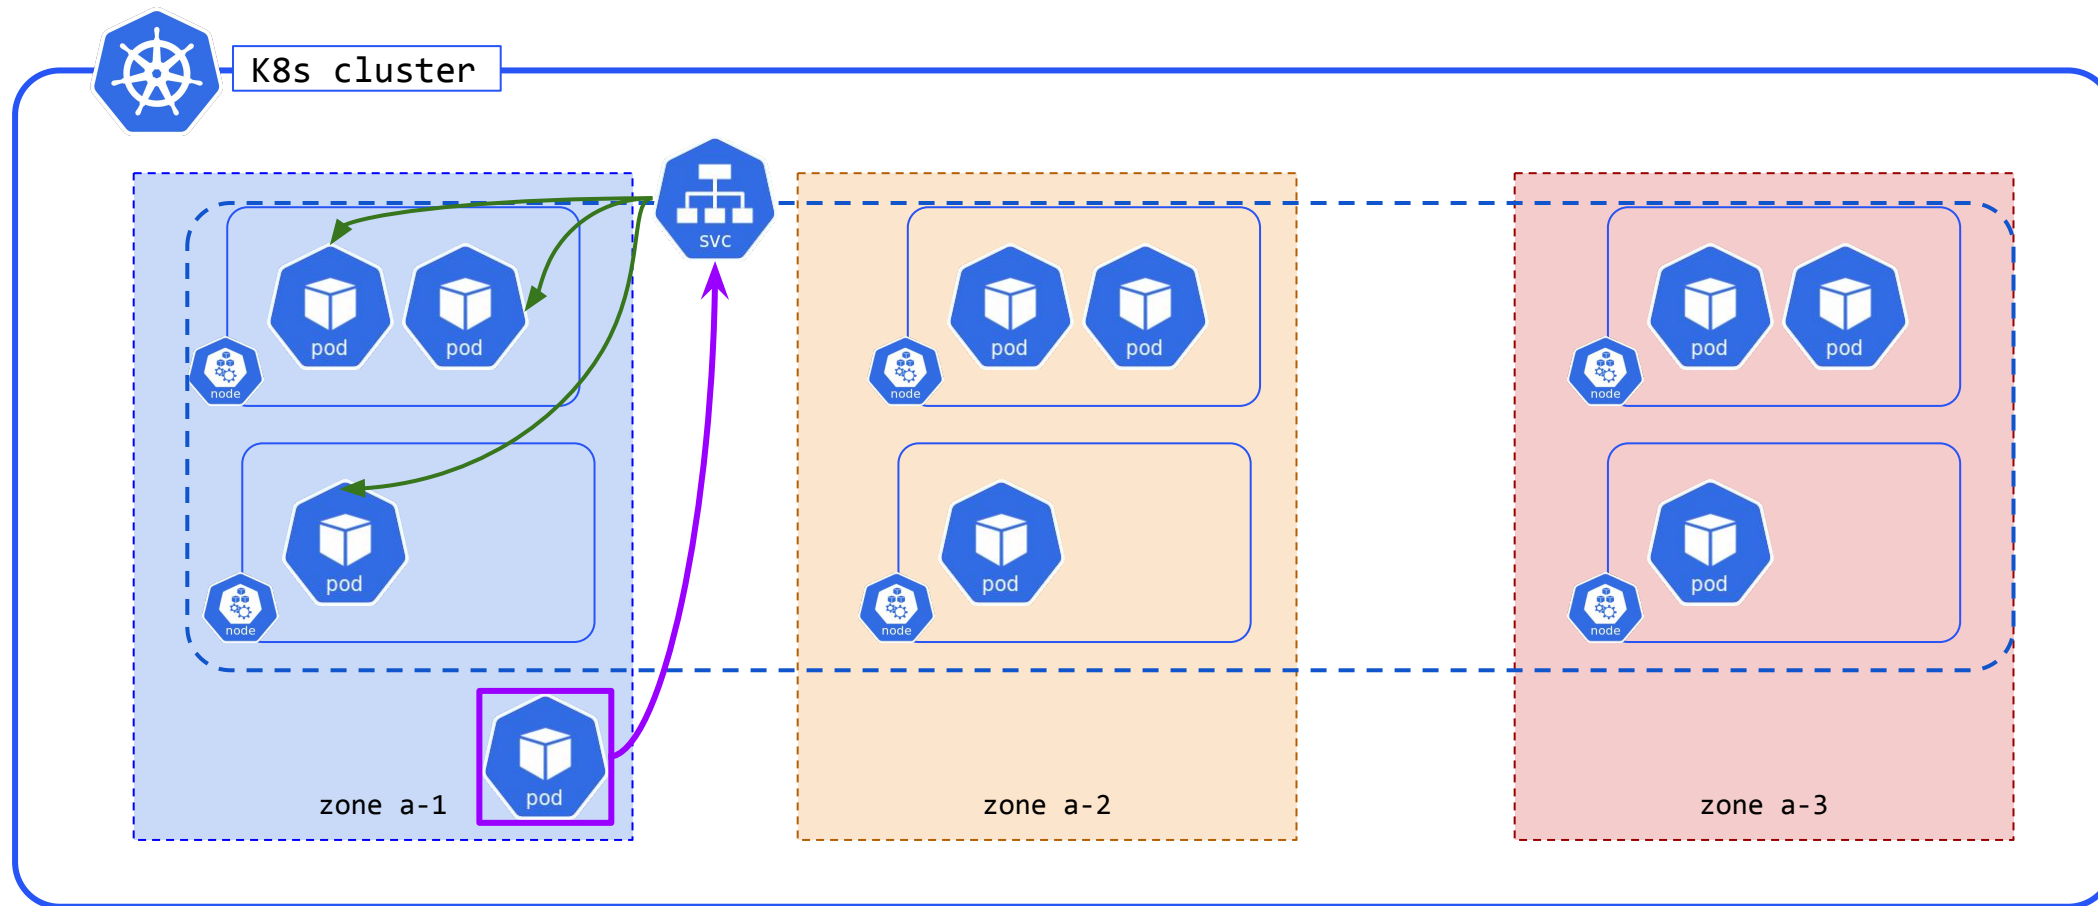 K8s cluster
svc
pod
pod
node
pod
pod
node
pod
pod
node
pod
node
pod
node
pod
node
pod
zone a-1
zone a-2
zone a-3